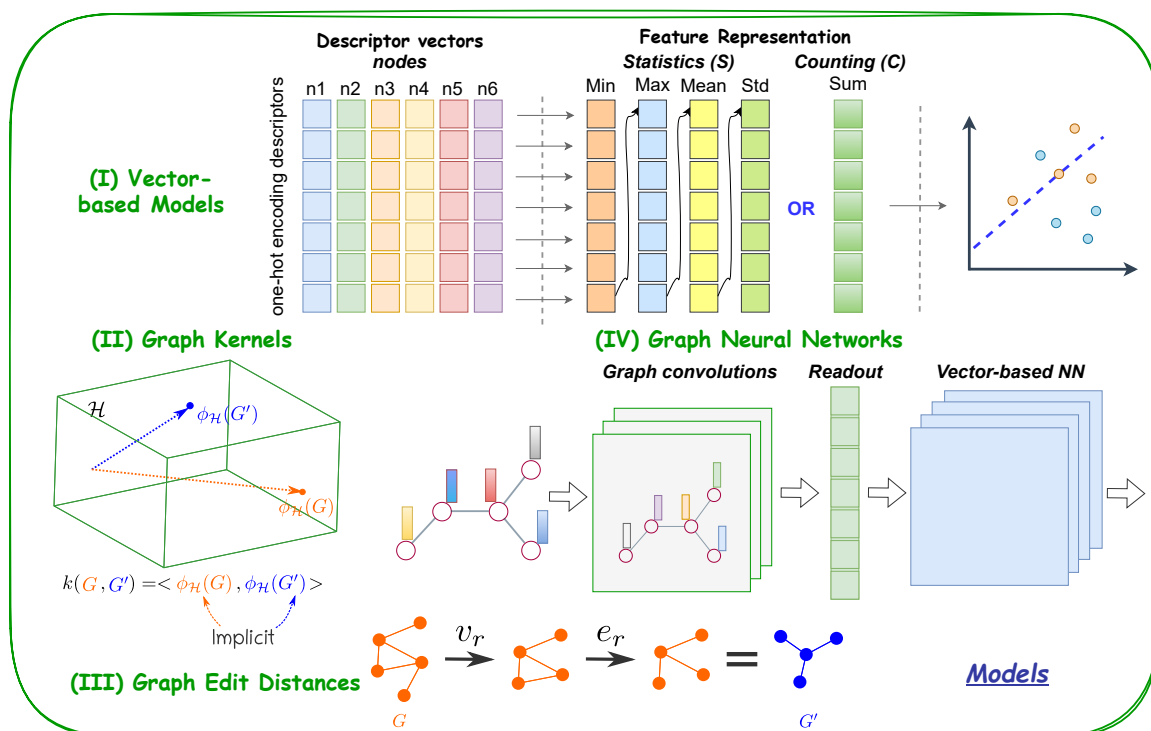 Descriptor vectors
nodes
Feature Representation
Statistics (S)
Counting (C)
n1 n2 n3 n4 n5 n6
Min Max Mean Std
Sum
one-hot encoding descriptors
(I) Vector-
based Models
OR
(II) Graph Kernels
ℋ
ϕℋ(G′)
ϕℋ(G)
k(G,G′) =< ϕℋ(G),ϕℋ(G′) >
Implicit
(IV) Graph Neural Networks
Graph convolutions
Readout
Vector-based NN
(III) Graph Edit Distances
v_r
e_r
=
G
G′
Models